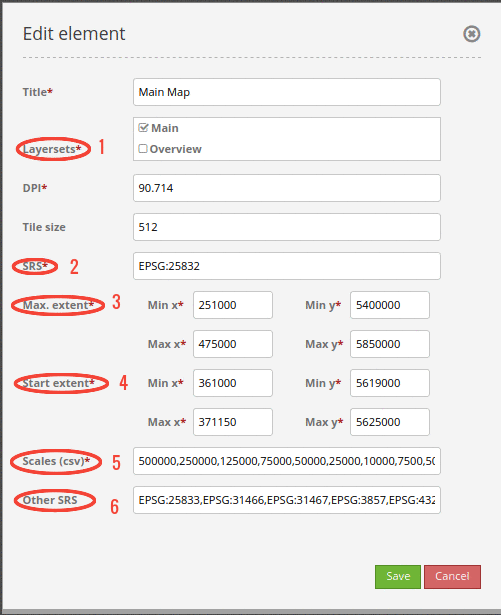 Edit element
Title* Main Map
Main
Layersets* 1
Overview
DPI* 90.714
Tile size 512
SRS* 2 EPSG:25832
Max. extent* 3 Min x* 251000 Min y* 5400000
Max x* 475000 Max y* 5850000
Start extent* 4 Min x* 361000 Min y* 5619000
Max x* 371150 Max y* 5625000
Scales (csv)* 5 500000,250000,125000,75000,50000,25000,10000,7500,50
Other SRS 6 EPSG:25833,EPSG:31466,EPSG:31467,EPSG:3857,EPSG:432
Save Cancel